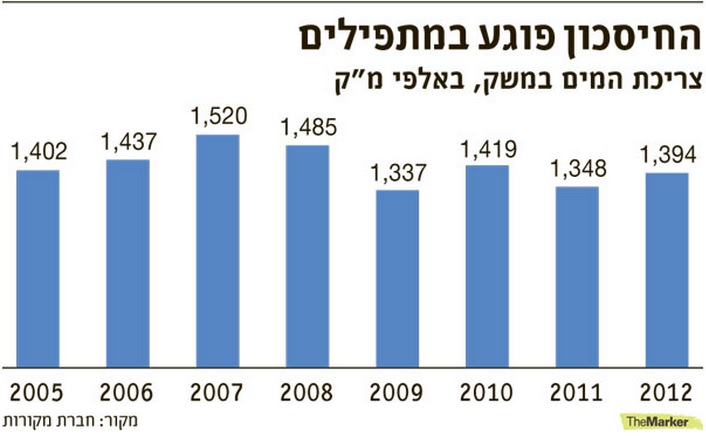 החיסכון פוגע במתפילים
צריכת המים במשק, באלפי מ"ק
1,402
1,437
1,520
1,485
1,337
1,419
1,348
1,394
2005 2006 2007 2008 2009 2010 2011 2012
מקור: חברת מקורות
TheMarker